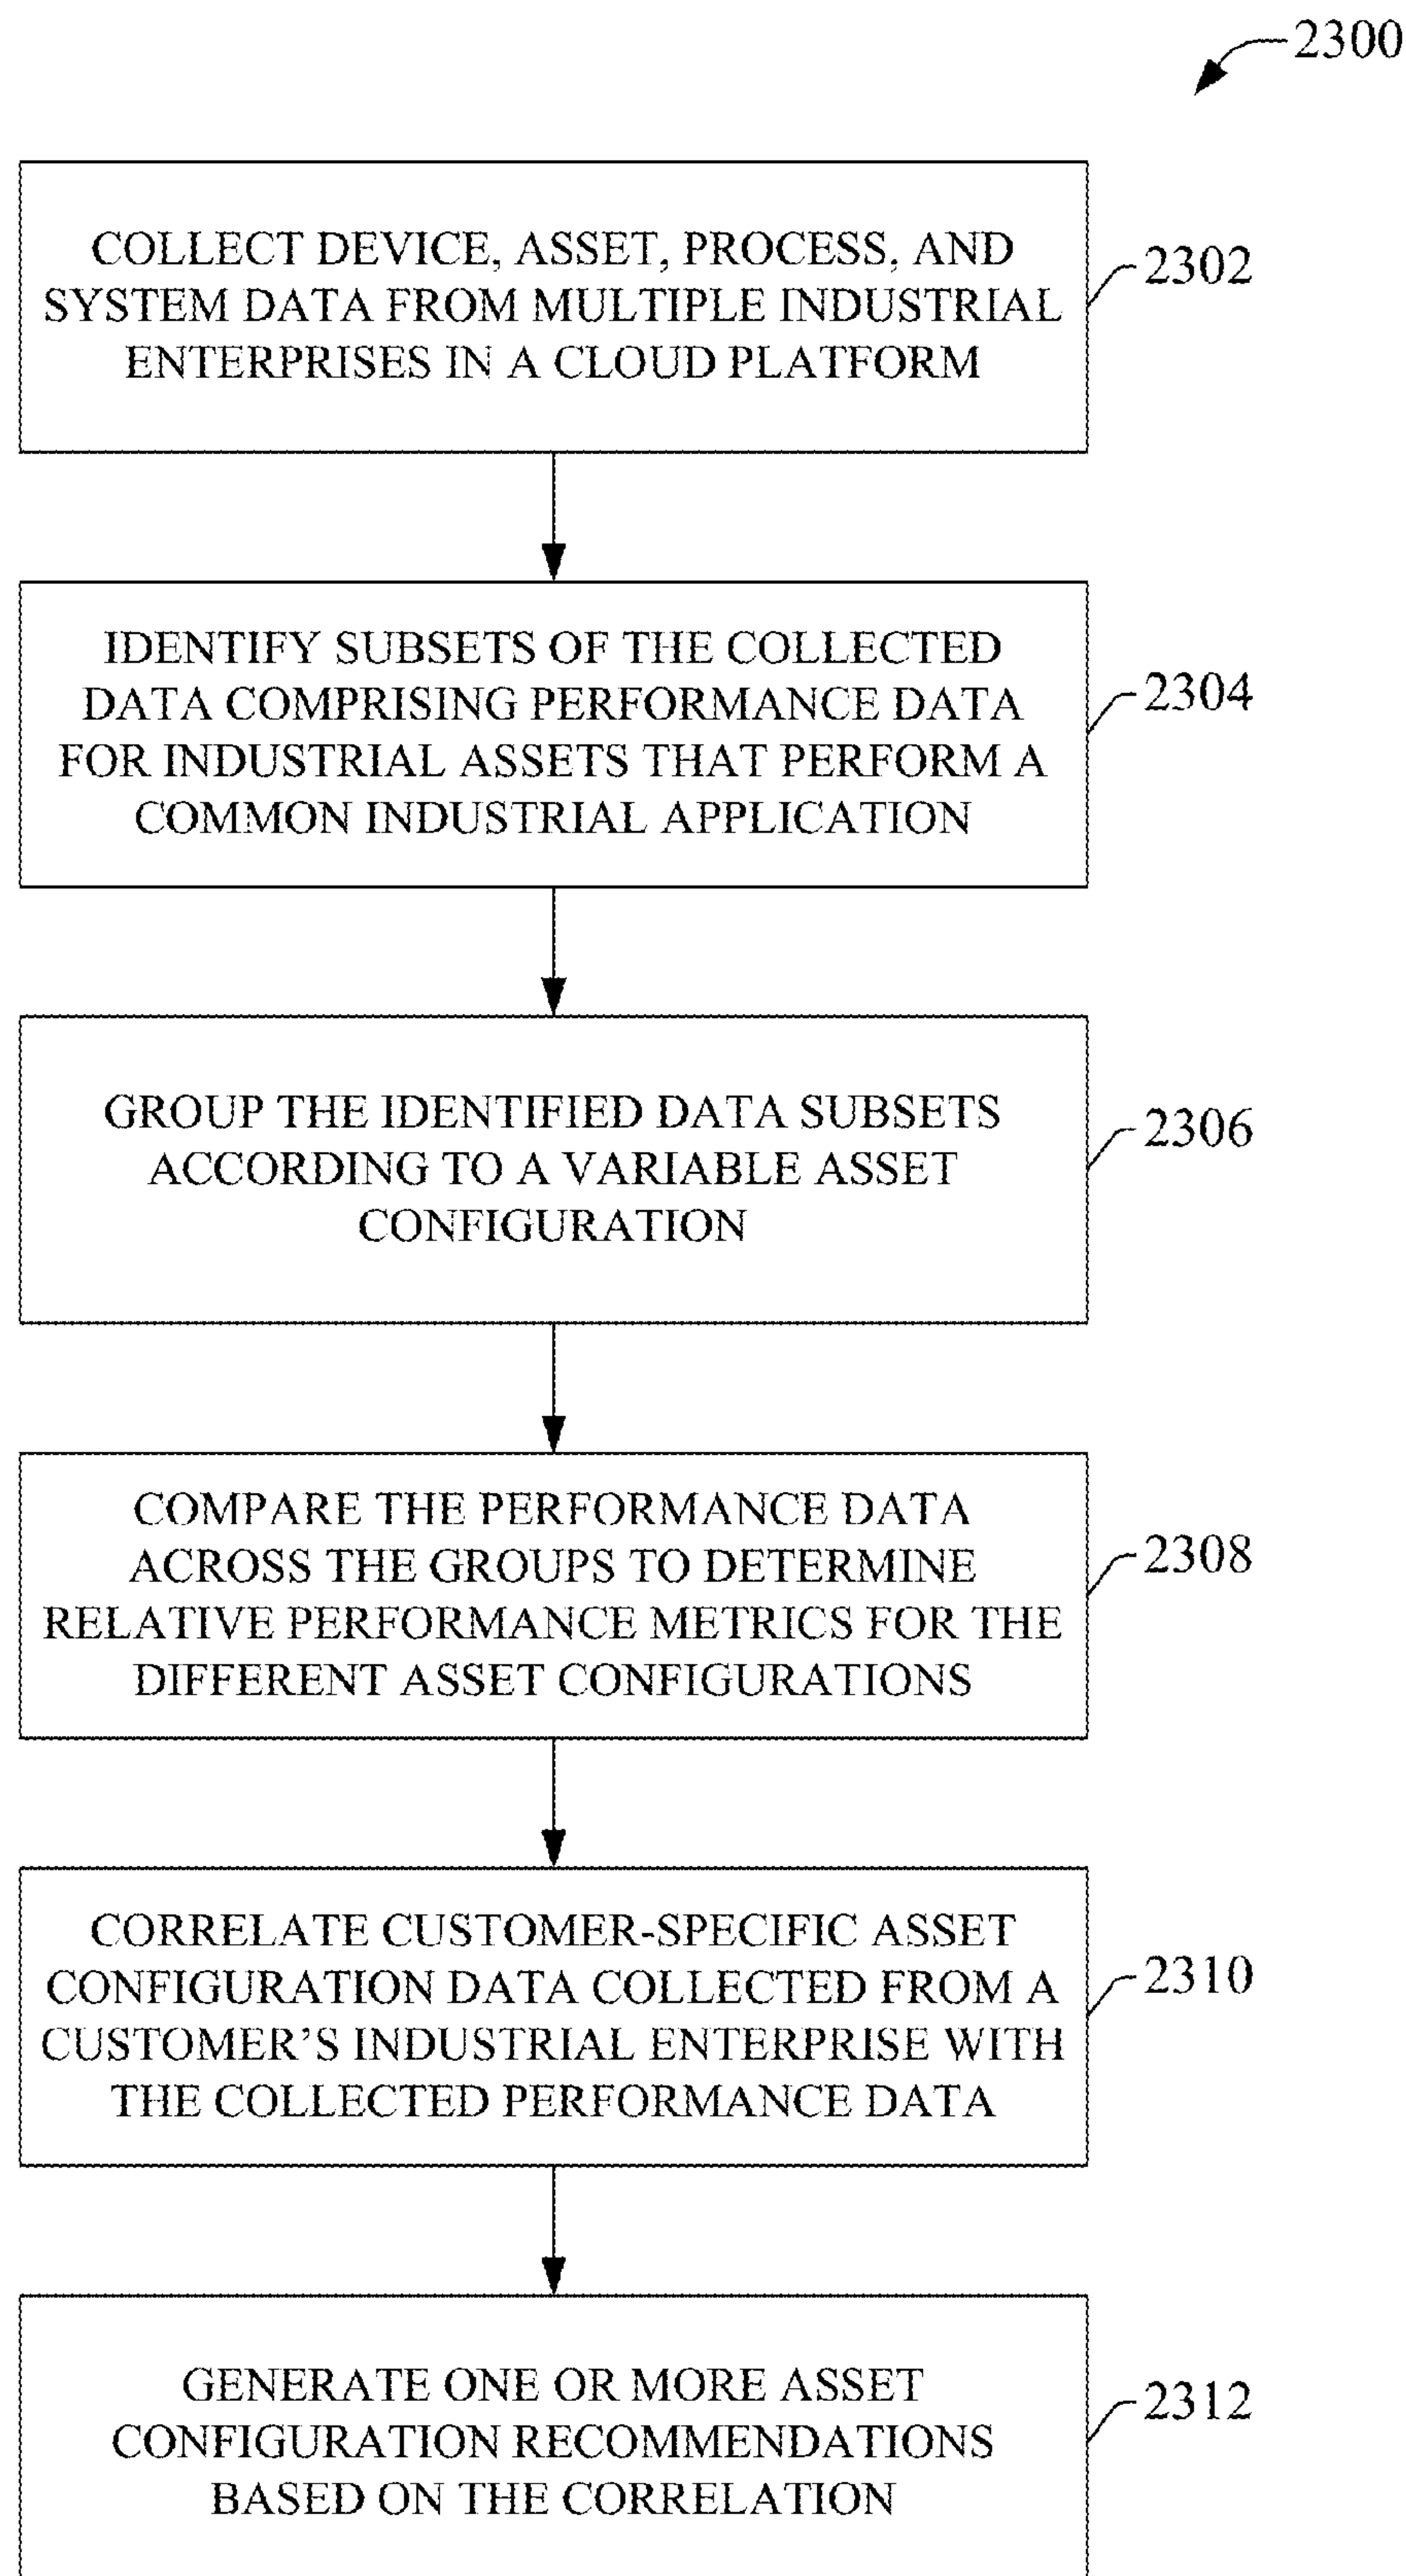 2300
COLLECT DEVICE, ASSET, PROCESS, AND
SYSTEM DATA FROM MULTIPLE INDUSTRIAL
ENTERPRISES IN A CLOUD PLATFORM
2302
IDENTIFY SUBSETS OF THE COLLECTED
DATA COMPRISING PERFORMANCE DATA
FOR INDUSTRIAL ASSETS THAT PERFORM A
COMMON INDUSTRIAL APPLICATION
2304
GROUP THE IDENTIFIED DATA SUBSETS
ACCORDING TO A VARIABLE ASSET
CONFIGURATION
2306
COMPARE THE PERFORMANCE DATA
ACROSS THE GROUPS TO DETERMINE
RELATIVE PERFORMANCE METRICS FOR THE
DIFFERENT ASSET CONFIGURATIONS
2308
CORRELATE CUSTOMER-SPECIFIC ASSET
CONFIGURATION DATA COLLECTED FROM A
CUSTOMER'S INDUSTRIAL ENTERPRISE WITH
THE COLLECTED PERFORMANCE DATA
2310
GENERATE ONE OR MORE ASSET
CONFIGURATION RECOMMENDATIONS
BASED ON THE CORRELATION
2312